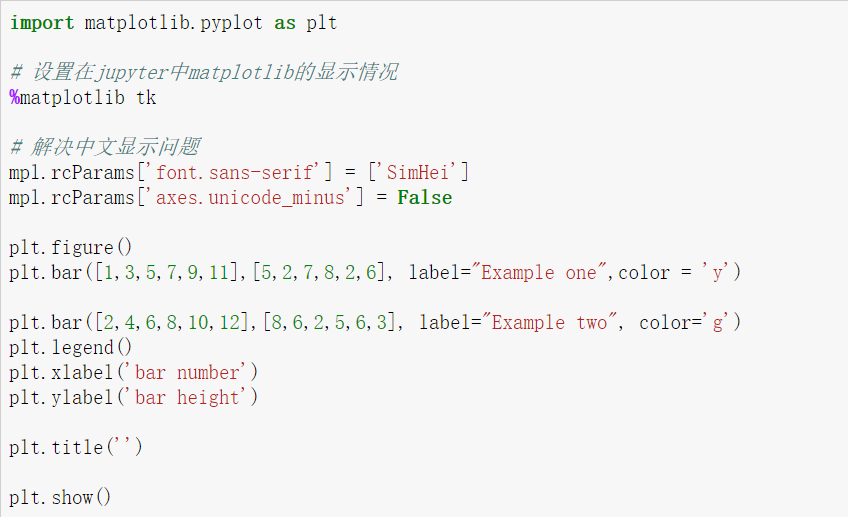 import matplotlib.pyplot as plt
# 设置在jupyter中matplotlib的显示情况
%matplotlib tk
# 解决中文显示问题
mpl.rcParams['font.sans-serif'] = ['SimHei']
mpl.rcParams['axes.unicode_minus'] = False
plt.figure()
plt.bar([1,3,5,7,9,11],[5,2,7,8,2,6], label="Example one",color = 'y')
plt.bar([2,4,6,8,10,12],[8,6,2,5,6,3], label="Example two", color='g')
plt.legend()
plt.xlabel('bar number')
plt.ylabel('bar height')
plt.title('')
plt.show()